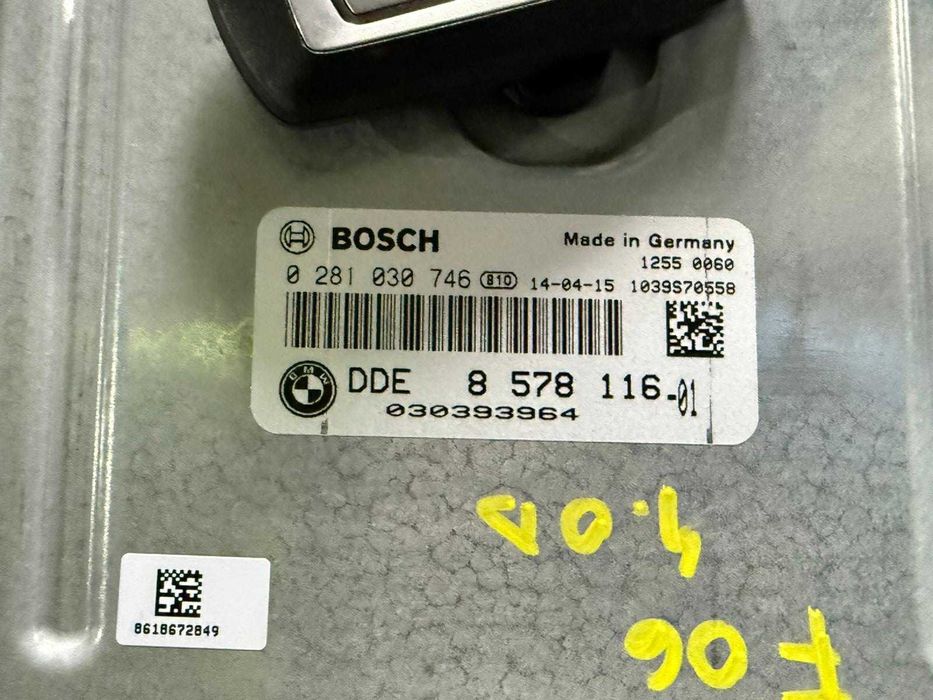 BOSCH
Made in Germany
1255 0060
0 281 030 746 B10 14-04-15 1039S70558
BMW
DDE 8 578 116-01
030393964
8618672849
4.0D
F06